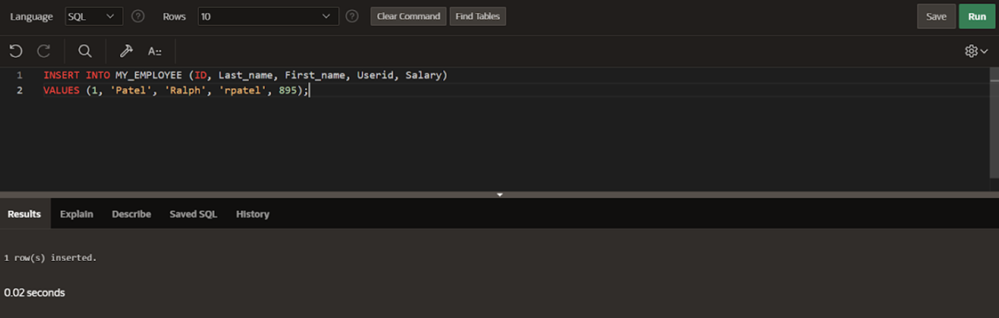 Language SQL Rows 10 Clear Command Find Tables Save Run
A::
1 INSERT INTO MY_EMPLOYEE (ID, Last_name, First_name, Userid, Salary)
2 VALUES (1, 'Patel', 'Ralph', 'rpatel', 895);
Results Explain Describe Saved SQL History
1 row(s) inserted.
0.02 seconds